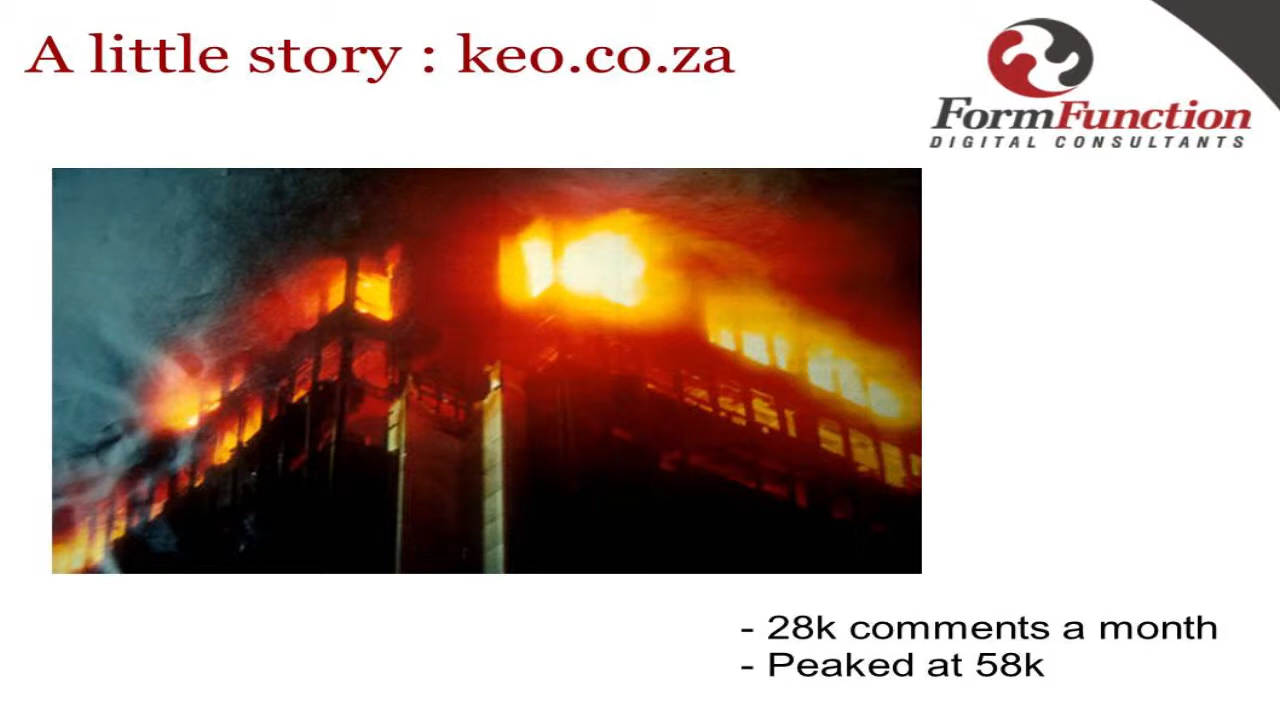 A little story : keo.co.za
FormFunction
DIGITAL CONSULTANTS
- 28k comments a month
- Peaked at 58k